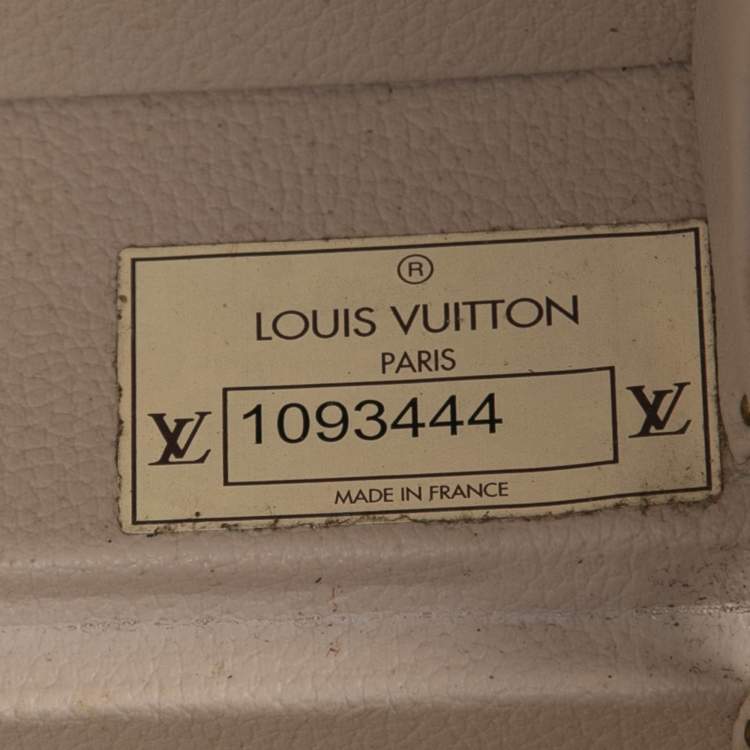 ®
LOUIS VUITTON
PARIS
LV 1093444 LV
MADE IN FRANCE